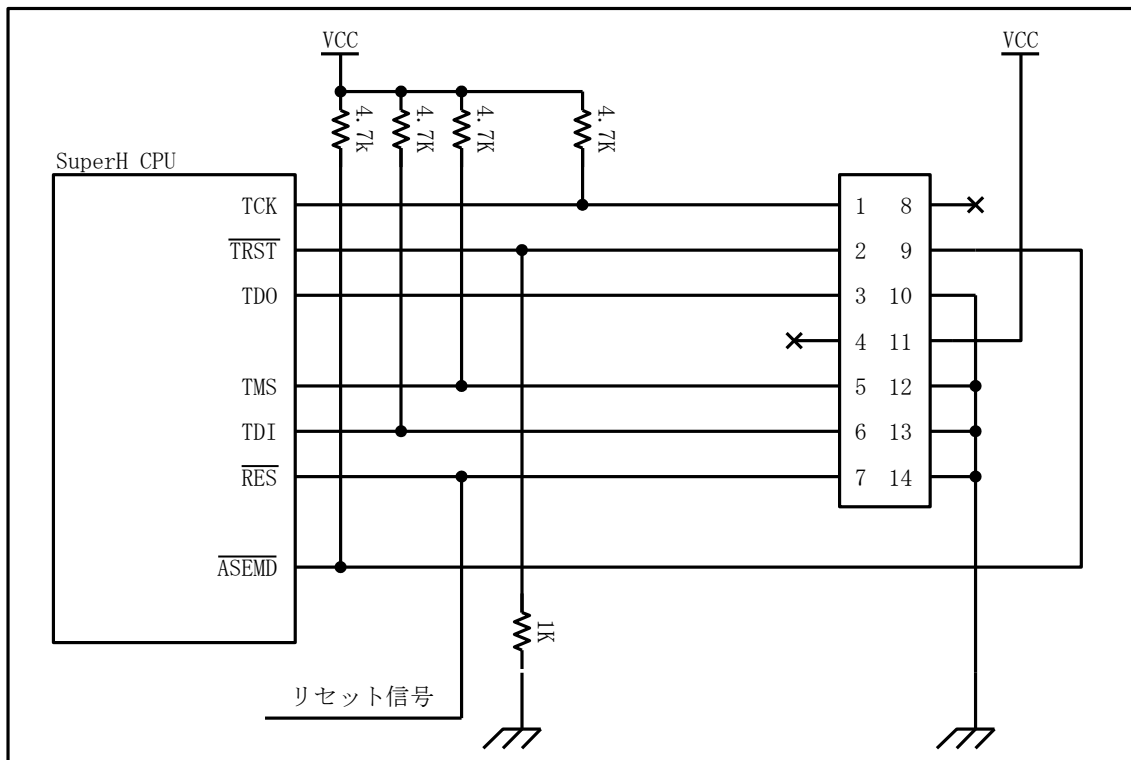 VCC
VCC
4.7k
4.7K
4.7K
4.7K
SuperH CPU
TCK
1 8
TRST
2 9
TDO
3 10
4 11
TMS
5 12
TDI
6 13
RES
7 14
ASEMD
1K
リセット信号